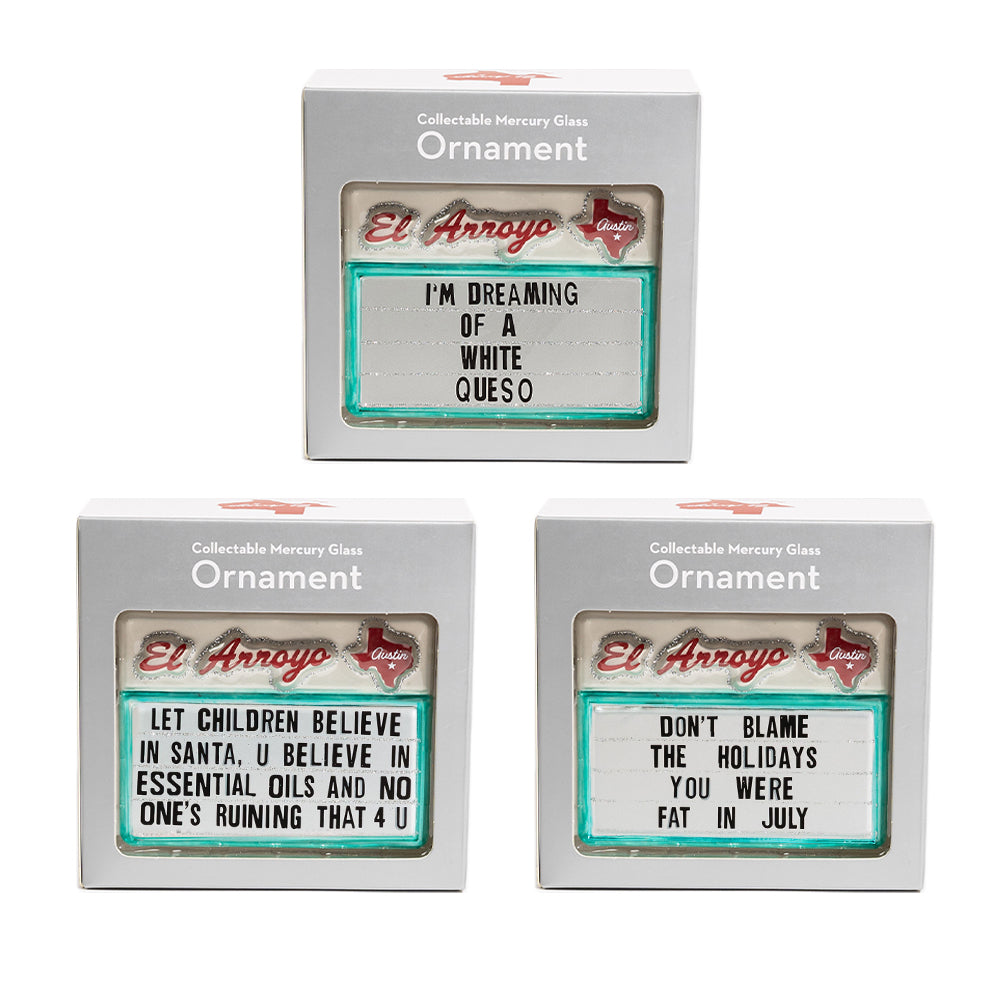 Collectable Mercury Glass
Ornament
El Arroyo Austin
I'M DREAMING
OF A
WHITE
QUESO
Collectable Mercury Glass
Ornament
El Arroyo Austin
LET CHILDREN BELIEVE
IN SANTA, U BELIEVE IN
ESSENTIAL OILS AND NO
ONE'S RUINING THAT 4 U
Collectable Mercury Glass
Ornament
El Arroyo Austin
DON'T BLAME
THE HOLIDAYS
YOU WERE
FAT IN JULY